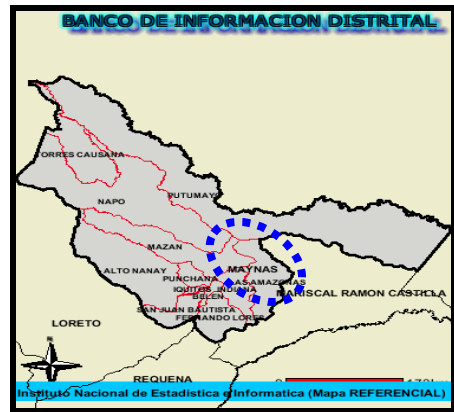 BANCO DE INFORMACION DISTRITAL
TORRES CAUSANA
NAPO
PUTUMAYO
MAZAN
ALTO NANAY
MAYNAS
PUNCHANA
LAS AMAZONAS
IQUITOS INDIANA
BELEN
MARISCAL RAMON CASTILLA
SAN JUAN BAUTISTA
FERNANDO LORES
LORETO
N
REQUENA
Instituto Nacional de Estadistica e Informatica (Mapa REFERENCIAL)